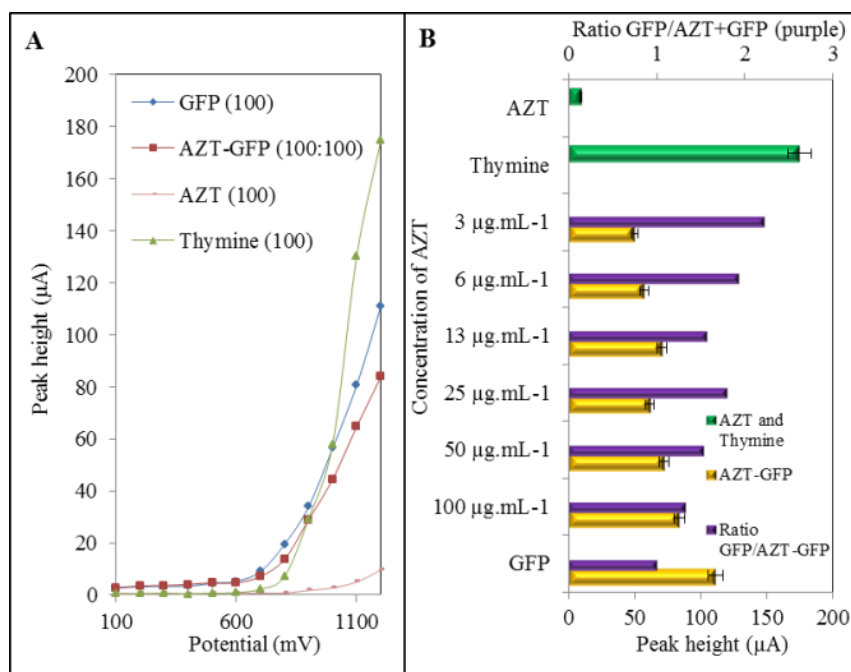 A
200
180
160
140
120
100
80
60
40
20
0
Peak height (µA)
GFP (100)
AZT-GFP (100:100)
AZT (100)
Thymine (100)
100
600
1100
Potential (mV)
B
Ratio GFP/AZT+GFP (purple)
0
1
2
3
Concentration of AZT
AZT
Thymine
3 µg.mL-1
6 µg.mL-1
13 µg.mL-1
25 µg.mL-1
50 µg.mL-1
100 µg.mL-1
GFP
AZT and
Thymine
AZT-GFP
Ratio
GFP/AZT-GFP
0
50
100
150
200
Peak height (µA)